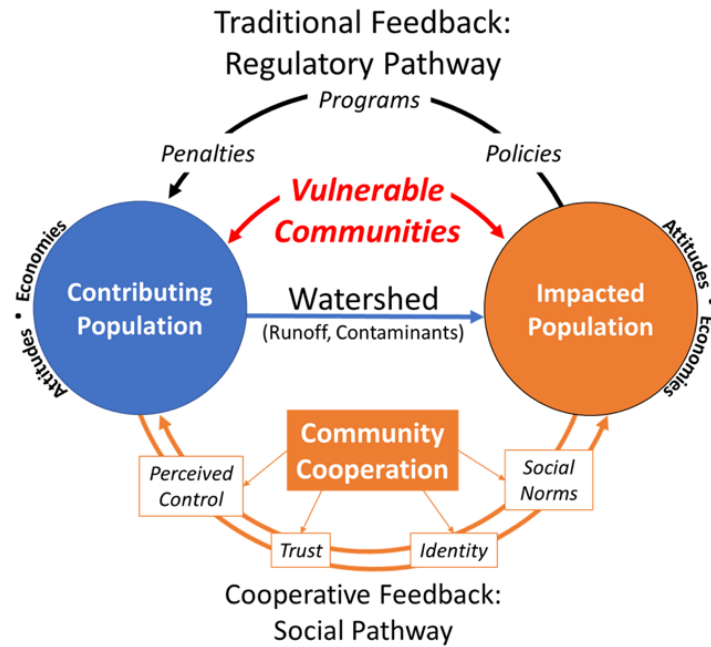 Traditional Feedback:
Regulatory Pathway
Programs
Penalties
Policies
Vulnerable
Communities
Attitudes • Economies
Contributing
Population
Watershed
(Runoff, Contaminants)
Impacted
Population
Attitudes • Economies
Community
Cooperation
Perceived
Control
Social
Norms
Trust
Identity
Cooperative Feedback:
Social Pathway